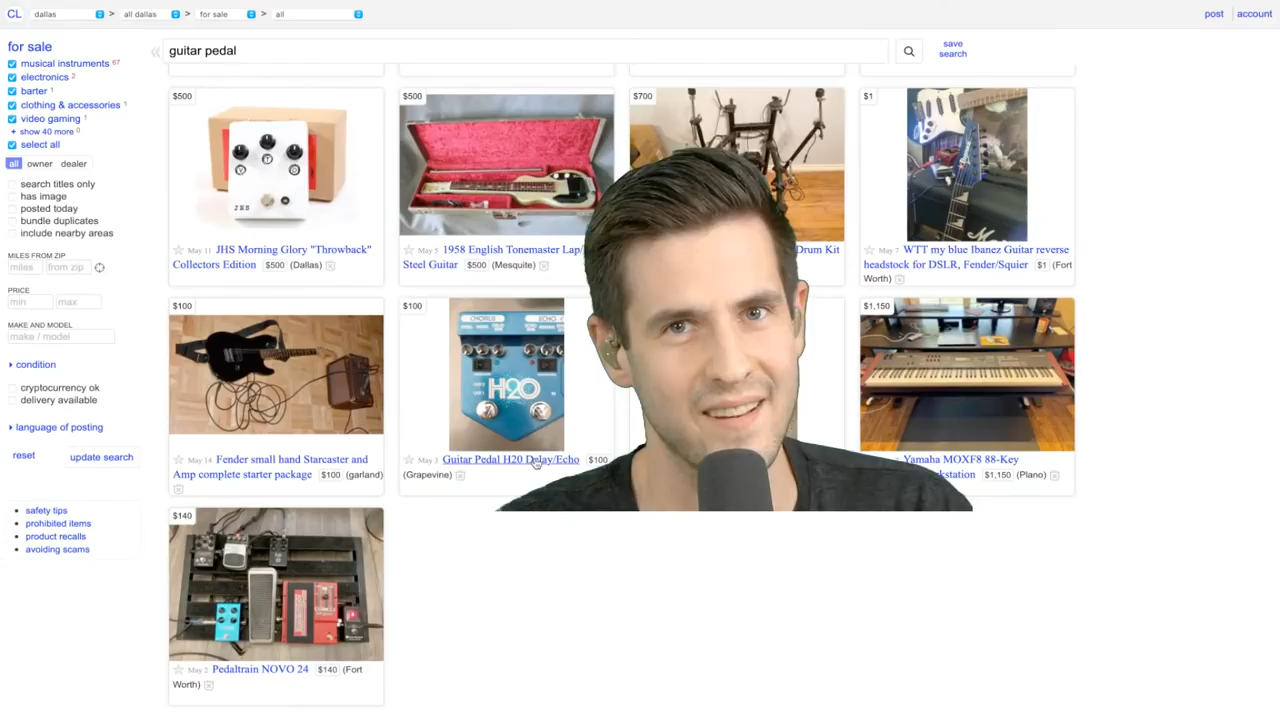 CL dallas > all dallas > for sale > all post account
for sale
musical instruments 67
electronics 2
barter 1
clothing & accessories 1
video gaming 1
+ show 40 more 0
select all
all owner dealer
search titles only
has image
posted today
bundle duplicates
include nearby areas
MILES FROM ZIP
miles from zip
PRICE
min max
MAKE AND MODEL
make / model
condition
cryptocurrency ok
delivery available
language of posting
reset update search
safety tips
prohibited items
product recalls
avoiding scams
« guitar pedal
save
search
$500
JHS
May 11 JHS Morning Glory "Throwback"
Collectors Edition $500 (Dallas)
$500
May 5 1958 English Tonemaster Lap/
Steel Guitar $500 (Mesquite)
$700
Drum Kit
$1
May 7 WTT my blue Ibanez Guitar reverse
headstock for DSLR, Fender/Squier $1 (Fort
Worth)
$100
May 14 Fender small hand Starcaster and
Amp complete starter package $100 (garland)
$100
CHORUS ECHO
H2O
May 3 Guitar Pedal H20 Delay/Echo $100
(Grapevine)
$1,150
Yamaha MOXF8 88-Key
$1,150 (Plano)
$140
May 2 Pedaltrain NOVO 24 $140 (Fort
Worth)